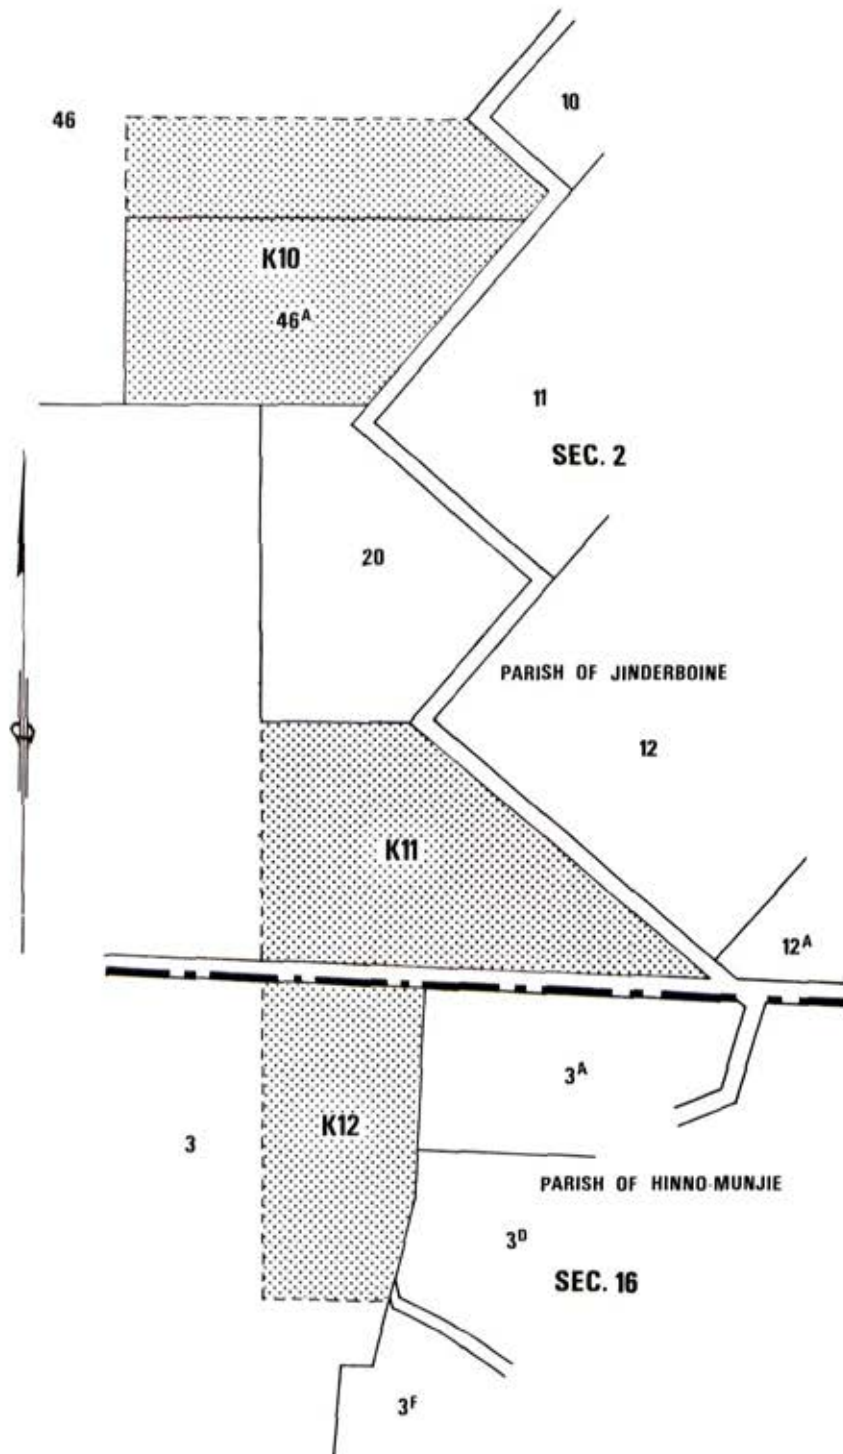 10
46
K10
46A
11
SEC. 2
20
PARISH OF JINDERBOINE
12
K11
12A
3A
K12
3
PARISH OF HINNO-MUNJIE
3D
SEC. 16
3F